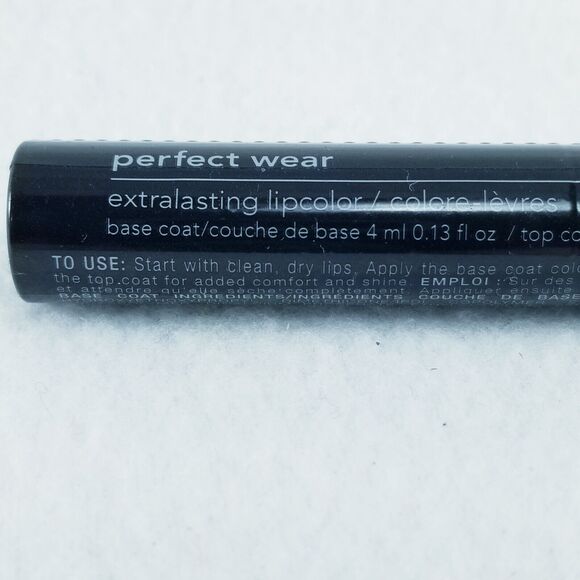 perfect wear
extralasting lipcolor / colore-lèvres
base coat/couche de base 4 ml 0.13 fl oz / top co
TO USE: Start with clean, dry lips. Apply the base coat col
the top coat for added comfort and shine. EMPLOI : Sur des
et attendre qu'elle sèche complètement. Appliquer ensuite
BASE COAT INGREDIENTS/INGRÉDIENTS COUCHE DE BASE